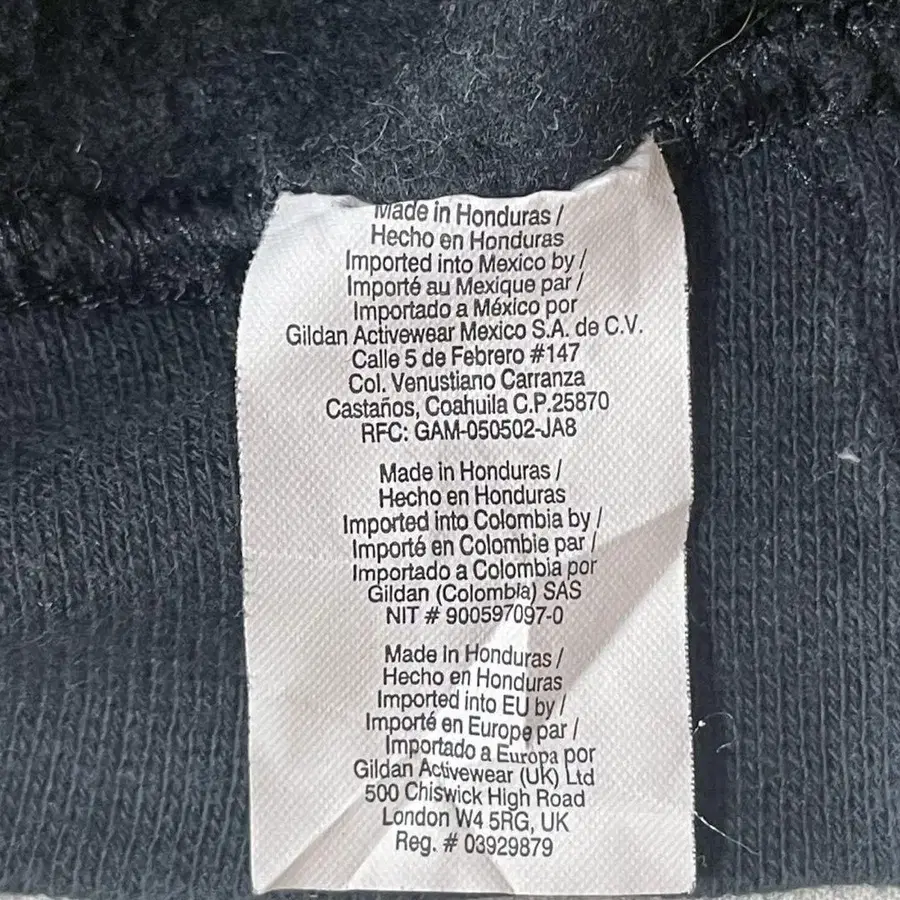 Made in Honduras /
Hecho en Honduras
Imported into Mexico by /
Importé au Mexique par /
Importado a México por
Gildan Activewear Mexico S.A. de C.V.
Calle 5 de Febrero #147
Col. Venustiano Carranza
Castaños, Coahuila C.P.25870
RFC: GAM-050502-JA8
Made in Honduras /
Hecho en Honduras
Imported into Colombia by /
Importé en Colombie par /
Importado a Colombia por
Gildan (Colombia) SAS
NIT # 900597097-0
Made in Honduras /
Hecho en Honduras
Imported into EU by /
Importé en Europe par /
Importado a Europa por
Gildan Activewear (UK) Ltd
500 Chiswick High Road
London W4 5RG, UK
Reg. # 03929879